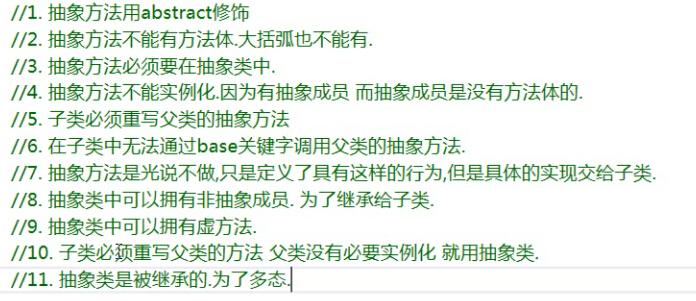 //1. 抽象方法用abstract修饰
//2. 抽象方法不能有方法体.大括弧也不能有.
//3. 抽象方法必须要在抽象类中.
//4. 抽象方法不能实例化.因为有抽象成员 而抽象成员是没有方法体的.
//5. 子类必须重写父类的抽象方法
//6. 在子类中无法通过base关键字调用父类的抽象方法.
//7. 抽象方法是光说不做,只是定义了具有这样的行为,但是具体的实现交给子类.
//8. 抽象类中可以拥有非抽象成员. 为了继承给子类.
//9. 抽象类中可以拥有虚方法.
//10. 子类必须重写父类的方法 父类没有必要实例化 就用抽象类.
//11. 抽象类是被继承的.为了多态.